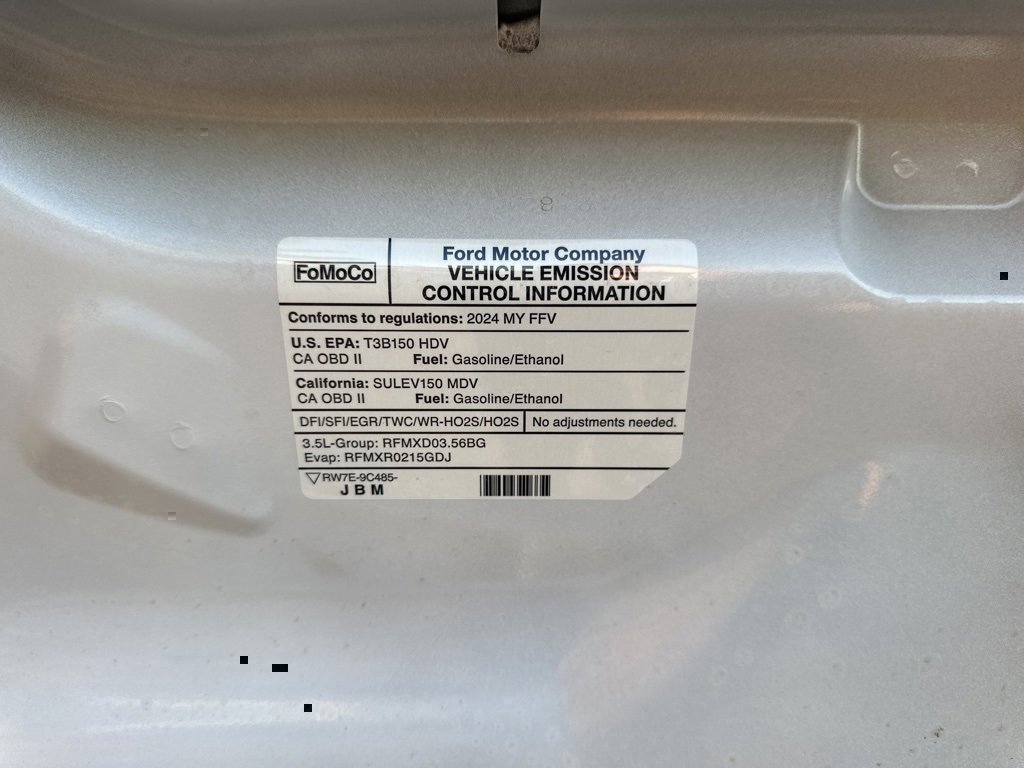 FoMoCo
Ford Motor Company
VEHICLE EMISSION
CONTROL INFORMATION
Conforms to regulations: 2024 MY FFV
U.S. EPA: T3B150 HDV
CA OBD II Fuel: Gasoline/Ethanol
California: SULEV150 MDV
CA OBD II Fuel: Gasoline/Ethanol
DFI/SFI/EGR/TWC/WR-HO2S/HO2S No adjustments needed.
3.5L-Group: RFMXD03.56BG
Evap: RFMXR0215GDJ
RW7E-9C485-
J B M